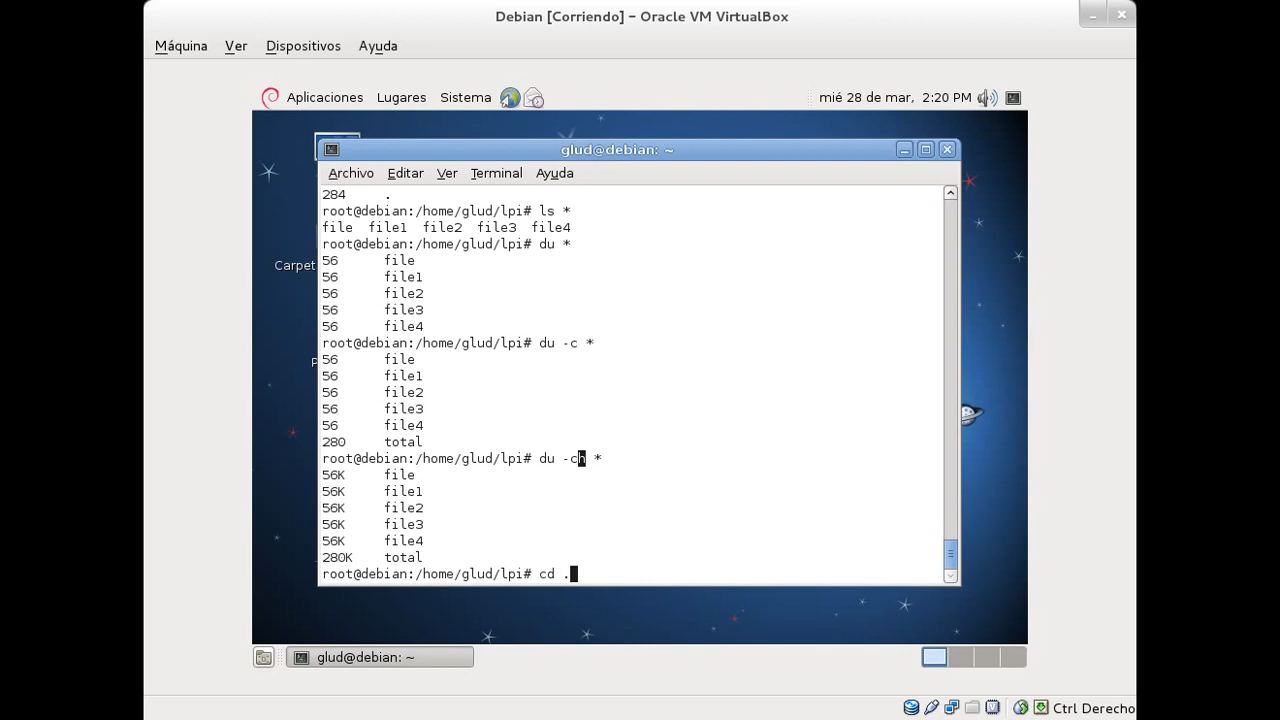 Debian [Corriendo] – Oracle VM VirtualBox
Máquina Ver Dispositivos Ayuda
Aplicaciones Lugares Sistema mié 28 de mar, 2:20 PM
glud@debian: ~
Archivo Editar Ver Terminal Ayuda
284 .
root@debian:/home/glud/lpi# ls *
file file1 file2 file3 file4
root@debian:/home/glud/lpi# du *
56 file
56 file1
56 file2
56 file3
56 file4
root@debian:/home/glud/lpi# du -c *
56 file
56 file1
56 file2
56 file3
56 file4
280 total
root@debian:/home/glud/lpi# du -ch *
56K file
56K file1
56K file2
56K file3
56K file4
280K total
root@debian:/home/glud/lpi# cd .
Carpet
P
glud@debian: ~
Ctrl Derecho